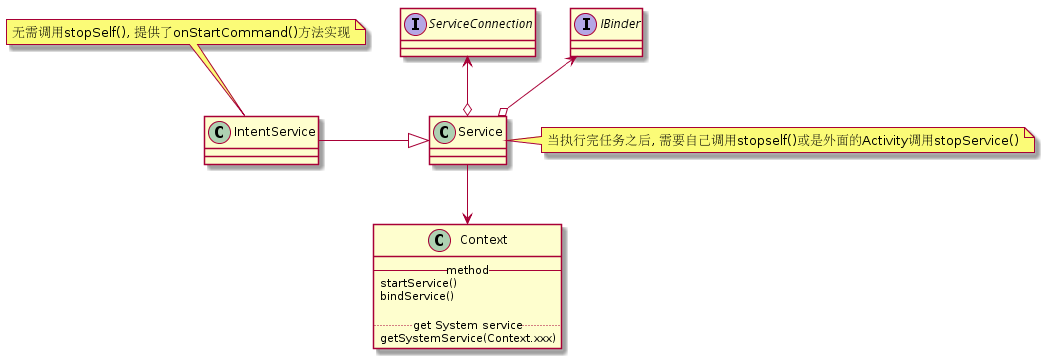 无需调用stopSelf(), 提供了onStartCommand()方法实现
I ServiceConnection
I IBinder
C IntentService
C Service
当执行完任务之后, 需要自己调用stopself()或是外面的Activity调用stopService()
C Context
method
startService()
bindService()
get System service
getSystemService(Context.xxx)